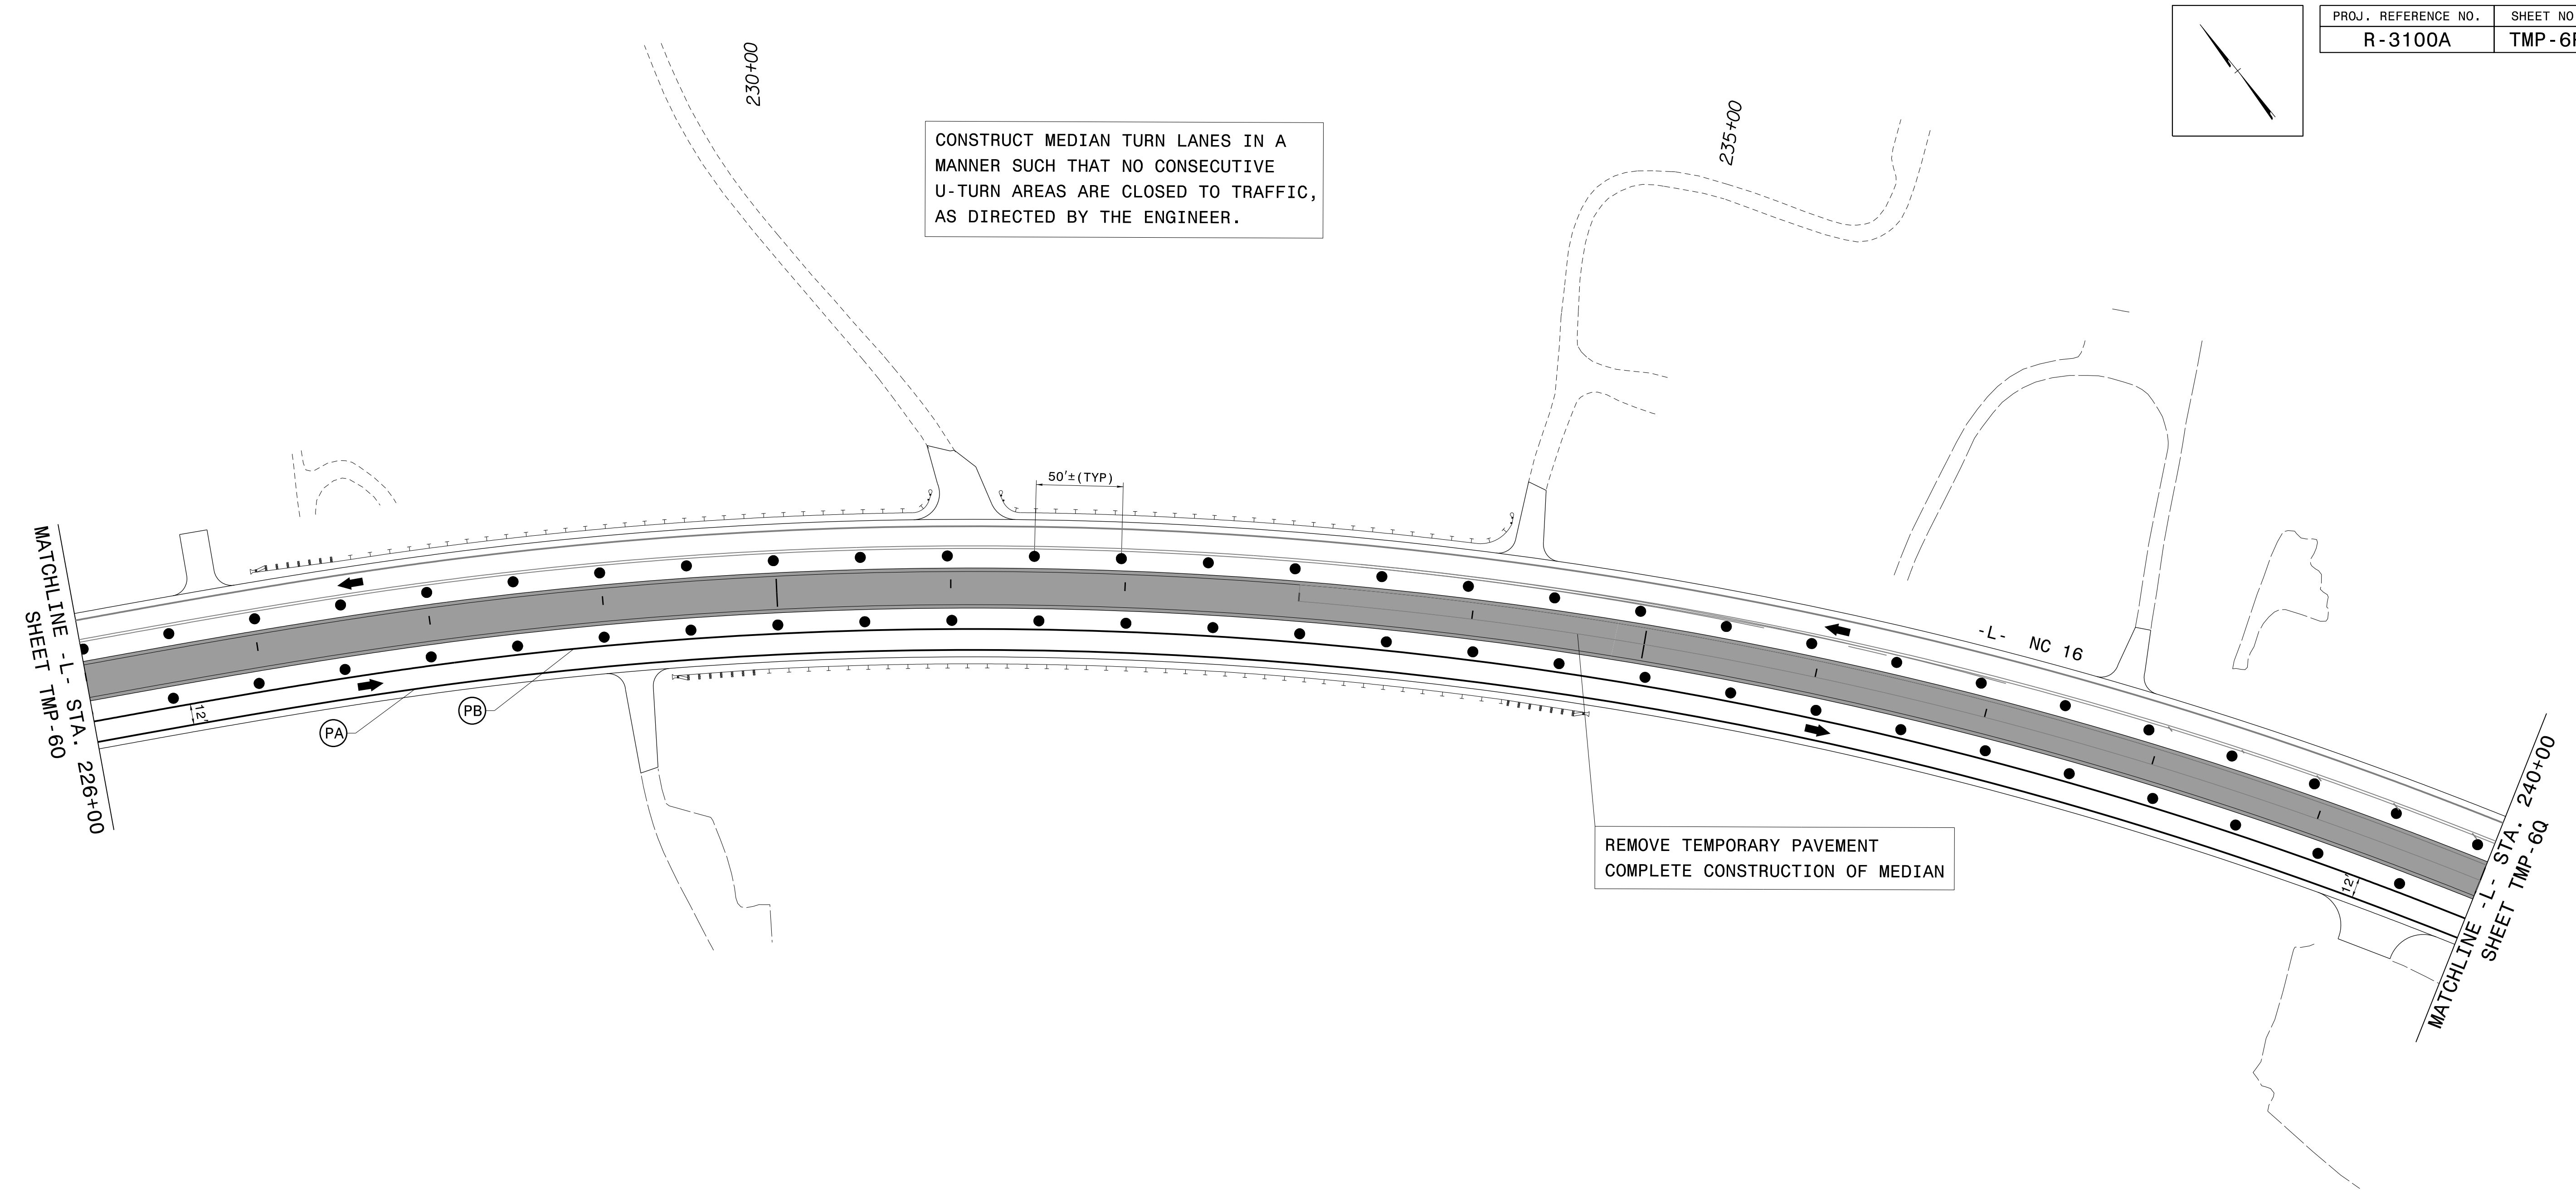 PROJ. REFERENCE NO.
SHEET NO
R-3100A
230+00
235+00
CONSTRUCT MEDIAN TURN LANES IN A
MANNER SUCH THAT NO CONSECUTIVE
U-TURN AREAS ARE CLOSED TO TRAFFIC,
AS DIRECTED BY THE ENGINEER.
50'±(TYP)
MATCHLINE -L- STA. 226+00
SHEET TMP-6O
12'
PA
PB
-L- NC 16
REMOVE TEMPORARY PAVEMENT
COMPLETE CONSTRUCTION OF MEDIAN
12'
MATCHLINE -L- STA. 240+00
SHEET TMP-6Q